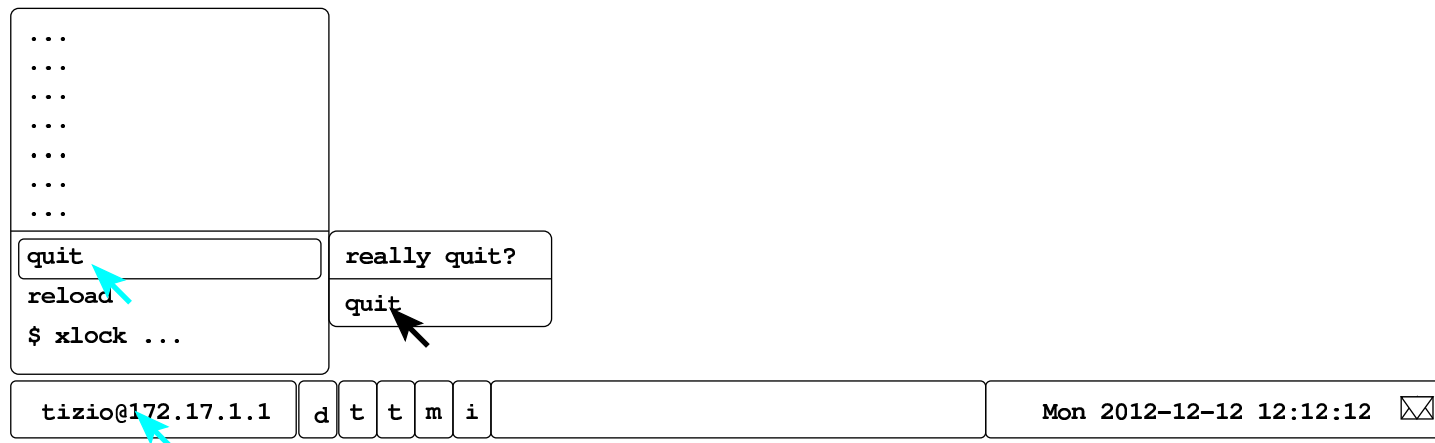 ...
...
...
...
...
...
...
quit
reload
$ xlock ...
really quit?
quit
tizio@172.17.1.1 d t t m i Mon 2012-12-12 12:12:12